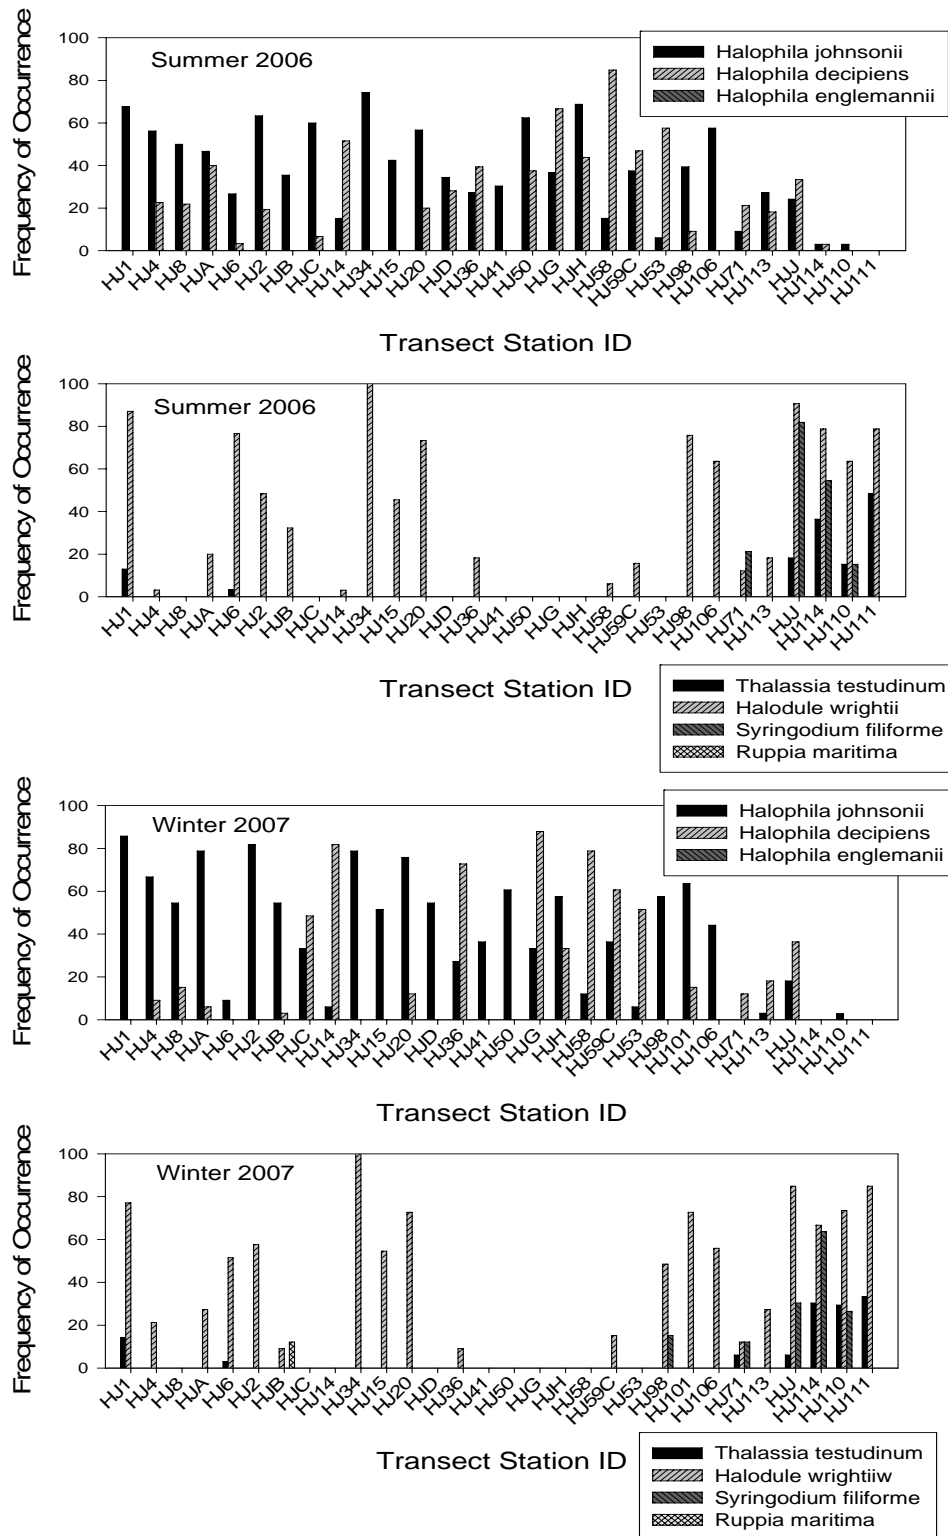 Summer 2006
Halophila johnsonii
Halophila decipiens
Halophila englemannii
Frequency of Occurrence
100
80
60
40
20
0
HJ1 HJ4 HJ8 HJA HJ6 HJ2 HJB HJC HJ14 HJ34 HJ15 HJ20 HJD HJ36 HJ41 HJ50 HJG HJH HJ58 HJ59C HJ53 HJ98 HJ106 HJ71 HJ113 HJJ HJ114 HJ110 HJ111
Transect Station ID
Summer 2006
Frequency of Occurrence
100
80
60
40
20
0
HJ1 HJ4 HJ8 HJA HJ6 HJ2 HJB HJC HJ14 HJ34 HJ15 HJ20 HJD HJ36 HJ41 HJ50 HJG HJH HJ58 HJ59C HJ53 HJ98 HJ106 HJ71 HJ113 HJJ HJ114 HJ110 HJ111
Transect Station ID
Thalassia testudinum
Halodule wrightii
Syringodium filiforme
Ruppia maritima
Winter 2007
Halophila johnsonii
Halophila decipiens
Halophila englemanii
Frequency of Occurrence
100
80
60
40
20
0
HJ1 HJ4 HJ8 HJA HJ6 HJ2 HJB HJC HJ14 HJ34 HJ15 HJ20 HJD HJ36 HJ41 HJ50 HJG HJH HJ58 HJ59C HJ53 HJ98 HJ101 HJ106 HJ71 HJ113 HJJ HJ114 HJ110 HJ111
Transect Station ID
Winter 2007
Frequency of Occurrence
100
80
60
40
20
0
HJ1 HJ4 HJ8 HJA HJ6 HJ2 HJB HJC HJ14 HJ34 HJ15 HJ20 HJD HJ36 HJ41 HJ50 HJG HJH HJ58 HJ59C HJ53 HJ98 HJ101 HJ106 HJ71 HJ113 HJJ HJ114 HJ110 HJ111
Transect Station ID
Thalassia testudinum
Halodule wrightiiw
Syringodium filiforme
Ruppia maritima